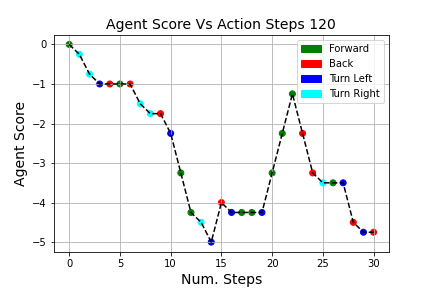 Agent Score Vs Action Steps 120
Forward
Back
Turn Left
Turn Right
Agent Score
0
−1
−2
−3
−4
−5
0 5 10 15 20 25 30
Num. Steps